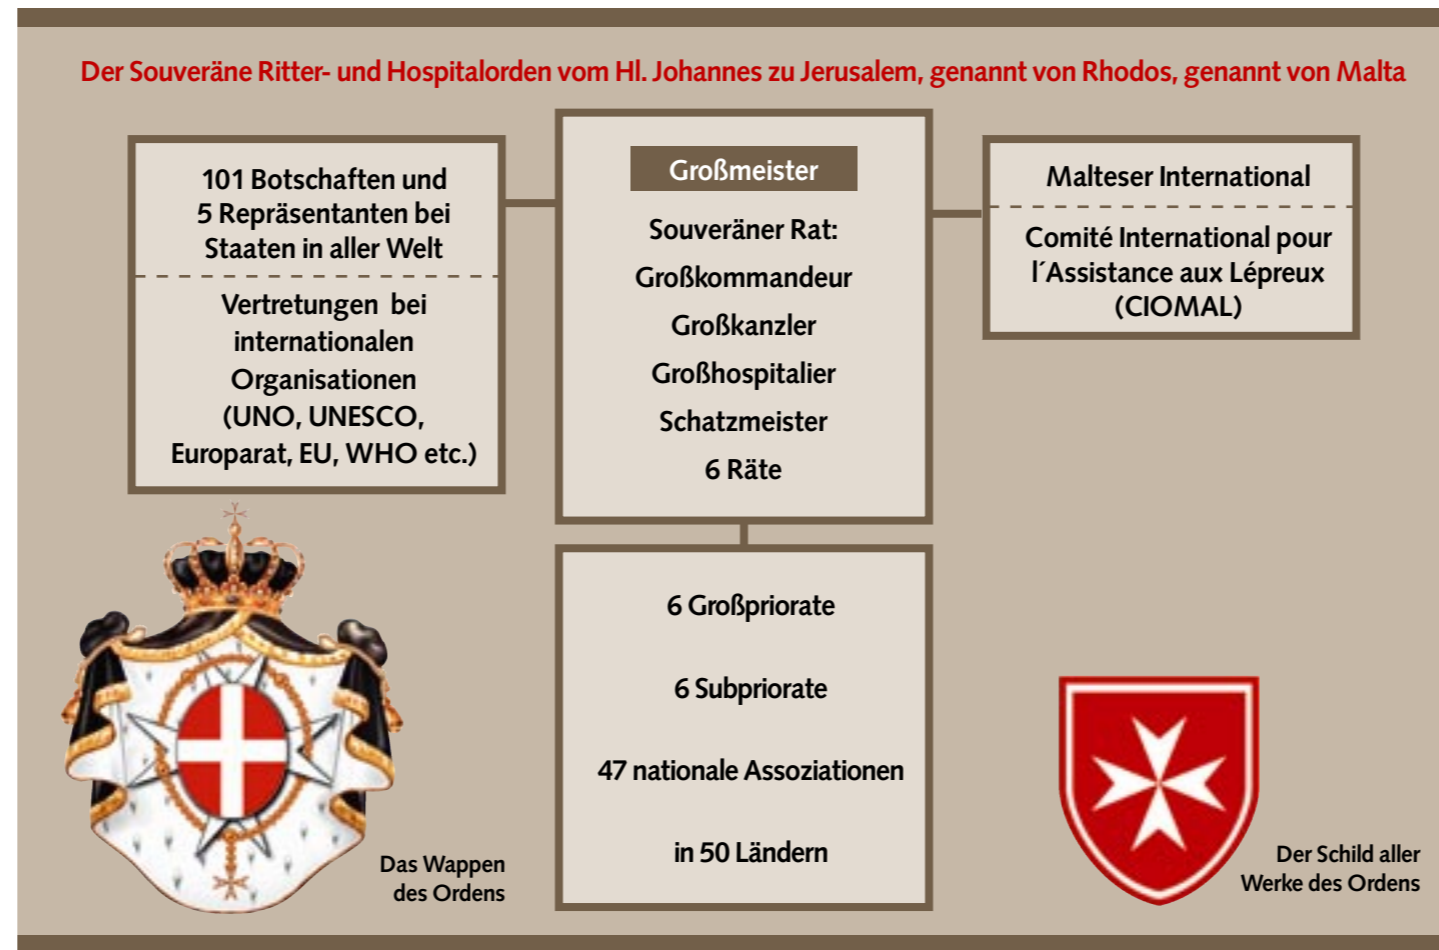 Der Souveräne Ritter- und Hospitalorden vom Hl. Johannes zu Jerusalem, genannt von Rhodos, genannt von Malta
101 Botschaften und
5 Repräsentanten bei
Staaten in aller Welt
Vertretungen bei
internationalen
Organisationen
(UNO, UNESCO,
Europarat, EU, WHO etc.)
Großmeister
Souveräner Rat:
Großkommandeur
Großkanzler
Großhospitalier
Schatzmeister
6 Räte
Malteser International
Comité International pour
l´Assistance aux Lépreux
(CIOMAL)
6 Großpriorate
6 Subpriorate
47 nationale Assoziationen
in 50 Ländern
Das Wappen
des Ordens
Der Schild aller
Werke des Ordens